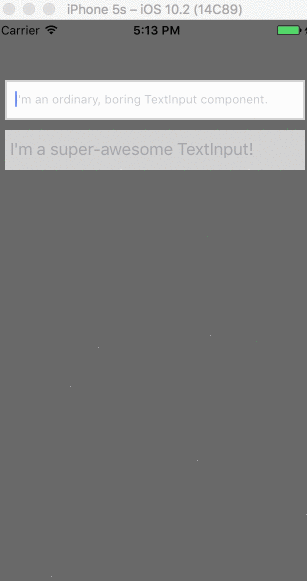 iPhone 5s – iOS 10.2 (14C89)
Carrier 5:13 PM
I'm an ordinary, boring TextInput component.
I'm a super-awesome TextInput!